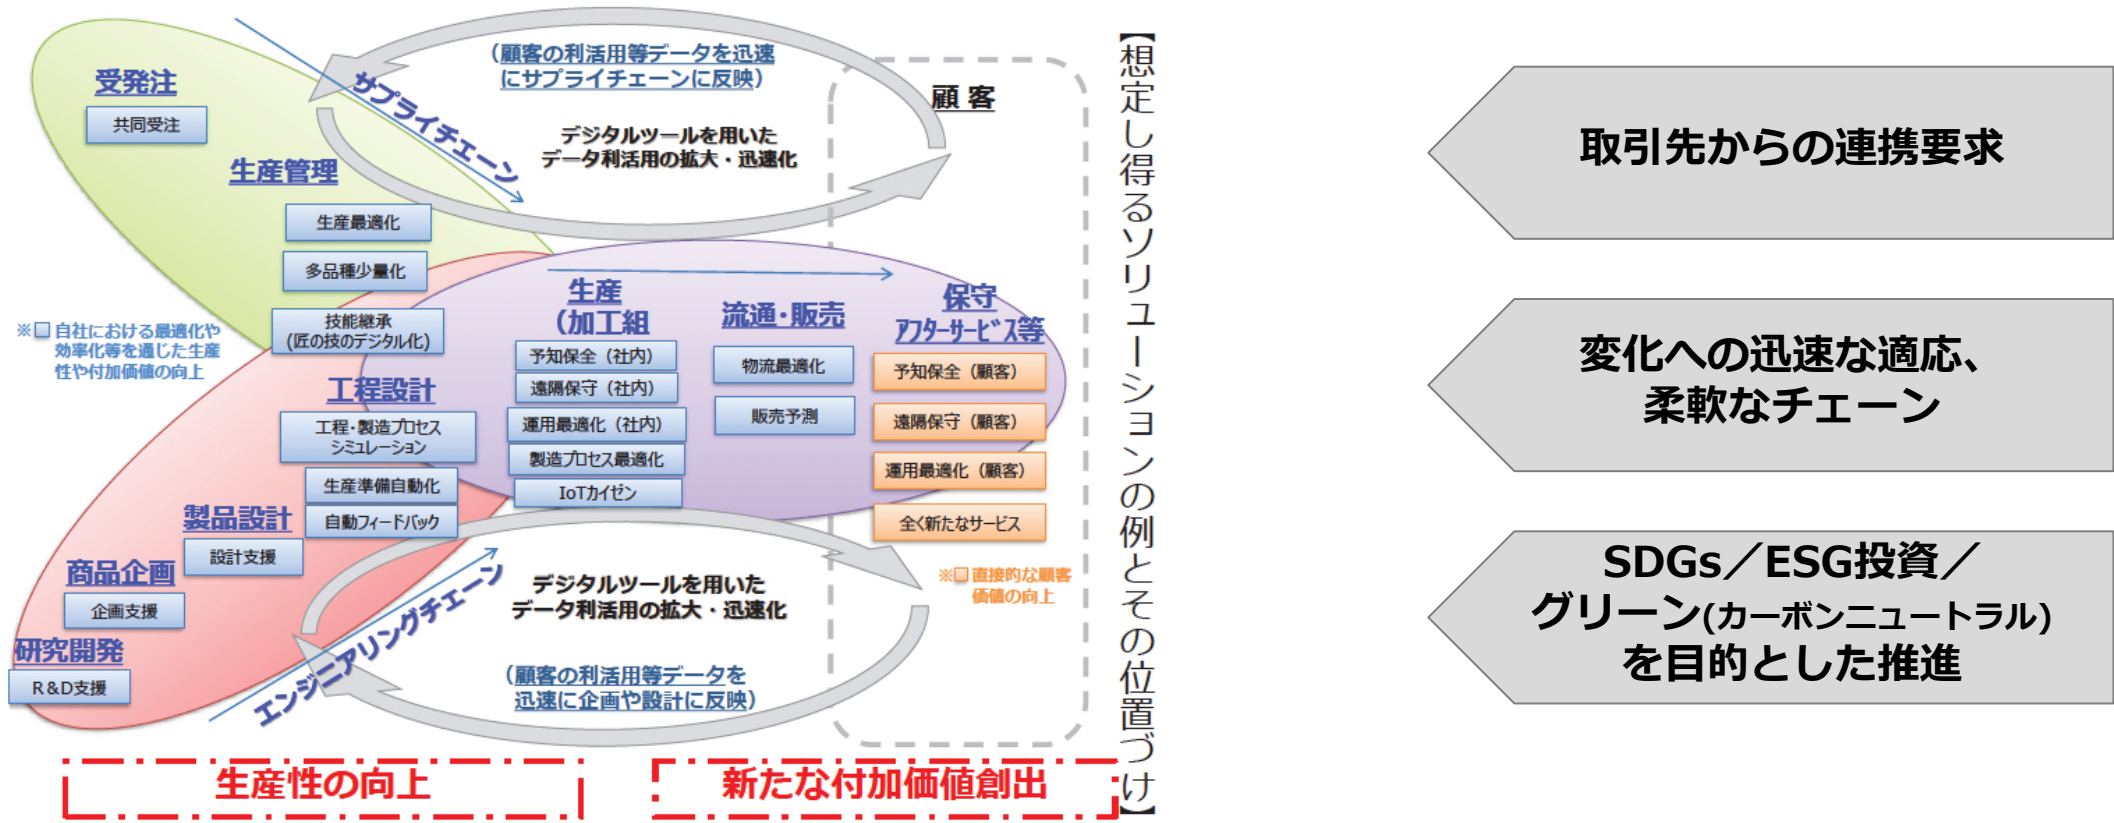 (顧客の利活用等データを迅速
にサプライチェーンに反映)
サプライチェーン
デジタルツールを用いた
データ利活用の拡大・迅速化
顧 客
受発注
共同受注
生産管理
生産最適化
多品種少量化
技能継承
(匠の技のデジタル化)
※□ 自社における最適化や
効率化等を通じた生産
性や付加価値の向上
工程設計
工程・製造プロセス
シミュレーション
生産準備自動化
自動フィードバック
製品設計
設計支援
商品企画
企画支援
研究開発
R&D支援
エンジニアリングチェーン
生産
(加工組
予知保全(社内)
遠隔保守(社内)
運用最適化(社内)
製造プロセス最適化
IoTカイゼン
流通・販売
物流最適化
販売予測
保守
アフターサービス等
予知保全(顧客)
遠隔保守(顧客)
運用最適化(顧客)
全く新たなサービス
※□ 直接的な顧客
価値の向上
デジタルツールを用いた
データ利活用の拡大・迅速化
(顧客の利活用等データを
迅速に企画や設計に反映)
生産性の向上
新たな付加価値創出
【想定し得るソリューションの例とその位置づけ】
取引先からの連携要求
変化への迅速な適応、
柔軟なチェーン
SDGs/ESG投資/
グリーン(カーボンニュートラル)
を目的とした推進